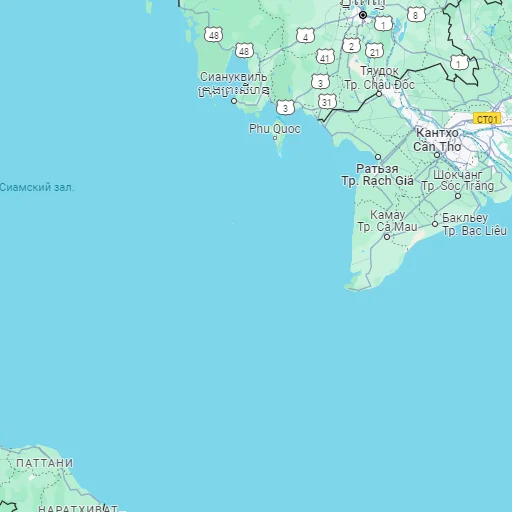 48
4
1
8
48
41
2
21
1
Сиануквиль
ក្រុងព្រះសីហនុ
3
Тяудок
Tp. Châu Đốc
3
31
Phu Quoc
CT01
Кантхо
Cần Thơ
Ратьзя
Tp. Rạch Giá
Шокчанг
Tp. Sóc Trăng
Сиамский зал.
Камау
Tp. Cà Mau
Бакльеу
Tp. Bạc Liêu
ПАТТАНИ
НАРАТХИВАТ